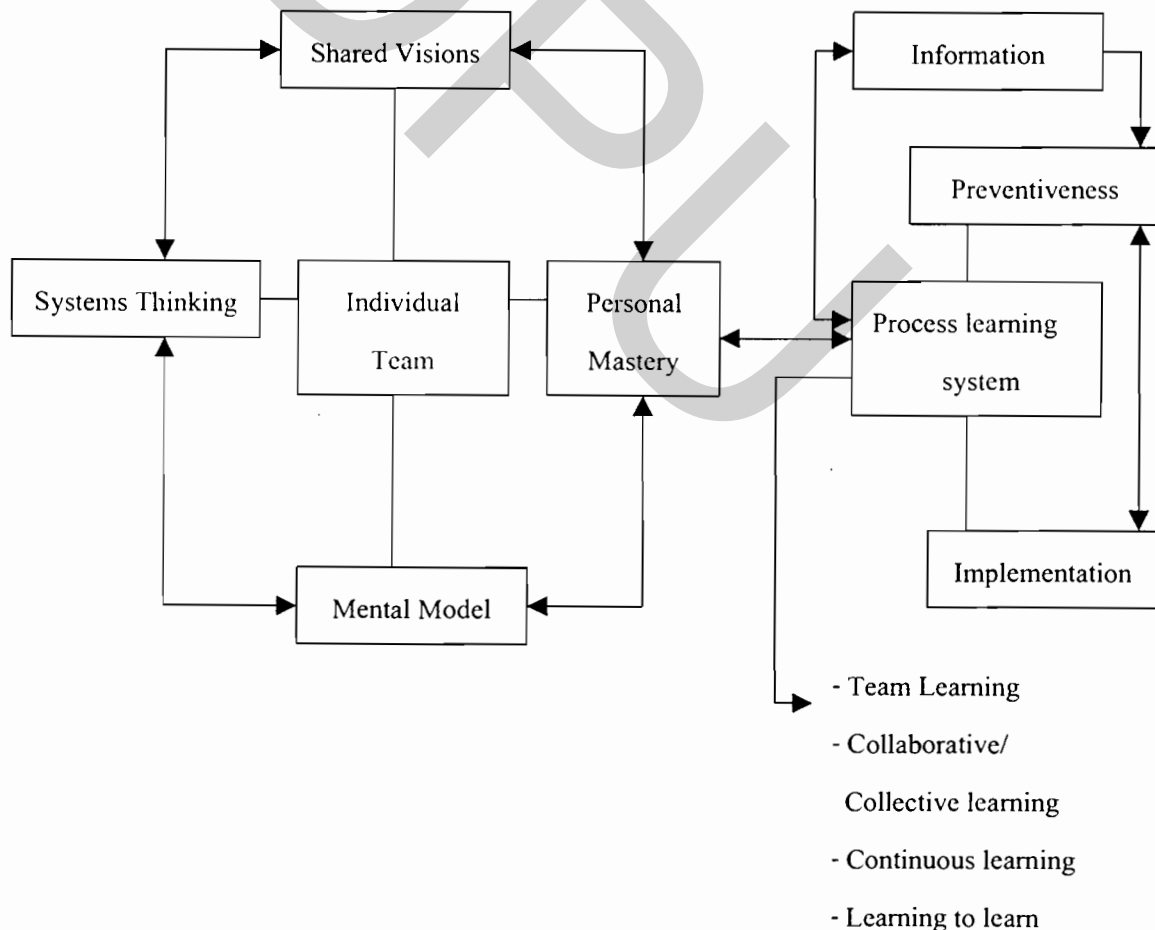 Shared Visions
Systems Thinking
Individual
Team
Personal
Mastery
Mental Model
Information
Preventiveness
Process learning
system
Implementation
- Team Learning
- Collaborative/
Collective learning
- Continuous learning
- Learning to learn
DPU